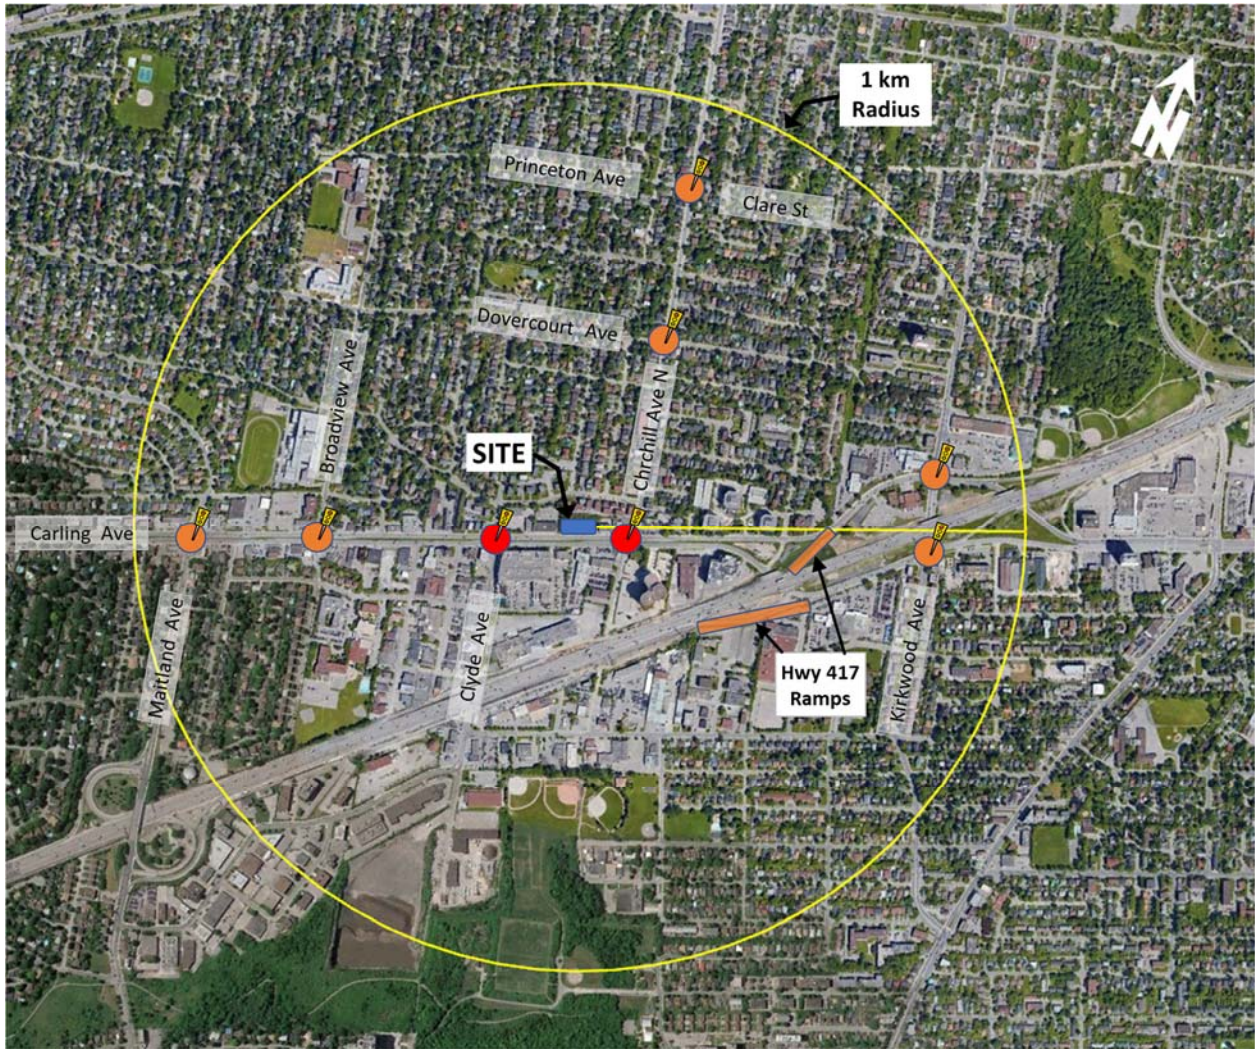 1 km
Radius
N
Princeton Ave
Clare St
Dovercourt Ave
Broadview Ave
Chrchill Ave N
SITE
Carling Ave
Maitland Ave
Clyde Ave
Kirkwood Ave
Hwy 417
Ramps